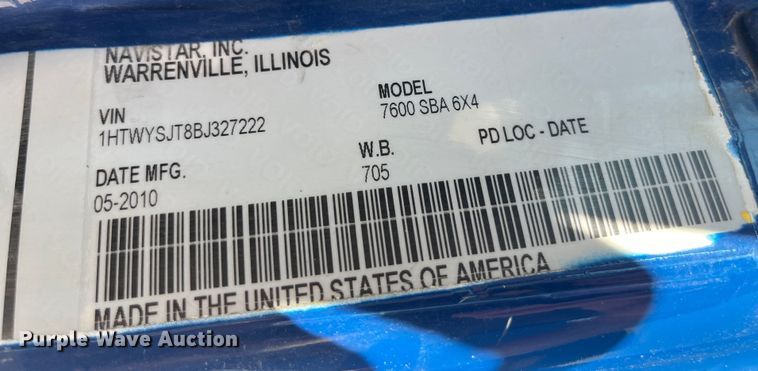 NAVISTAR, INC.
WARRENVILLE, ILLINOIS
VIN
1HTWYSJT8BJ327222
MODEL
7600 SBA 6X4
DATE MFG.
05-2010
W.B.
705
PD LOC - DATE
MADE IN THE UNITED STATES OF AMERICA
Purple Wave Auction